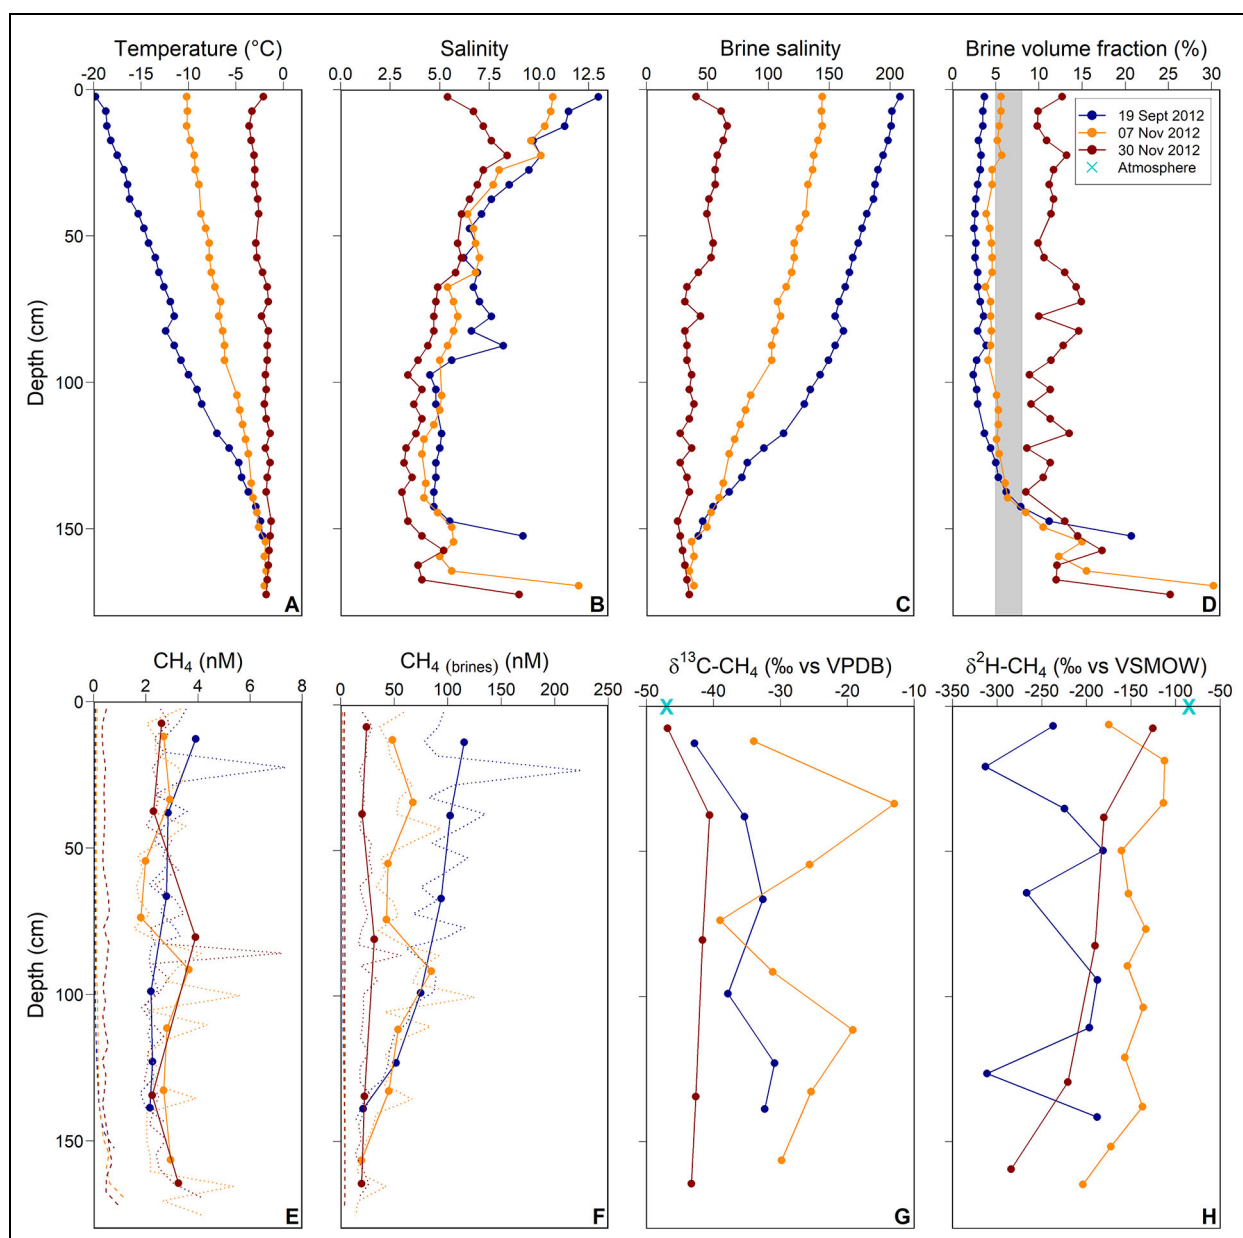 Temperature (°C) Salinity Brine salinity Brine volume fraction (%)
-20 -15 -10 -5 0 0.0 2.5 5.0 7.5 10.0 12.5 0 50 100 150 200 0 5 10 15 20 25 30
0
50
100
150
Depth (cm)
19 Sept 2012
07 Nov 2012
30 Nov 2012
Atmosphere
A B C D
CH₄ (nM) CH₄ (brines) (nM) δ¹³C-CH₄ (‰ vs VPDB) δ²H-CH₄ (‰ vs VSMOW)
0 2 4 6 8 0 50 100 150 200 250 -50 -40 -30 -20 -10 -350 -300 -250 -200 -150 -100 -50
0
50
100
150
Depth (cm)
E F G H